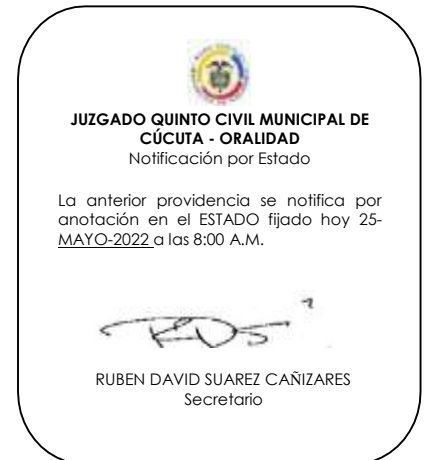 JUZGADO QUINTO CIVIL MUNICIPAL DE
CÚCUTA - ORALIDAD
Notificación por Estado
La anterior providencia se notifica por
anotación en el ESTADO fijado hoy 25-
MAYO-2022 a las 8:00 A.M.
RUBEN DAVID SUAREZ CAÑIZARES
Secretario